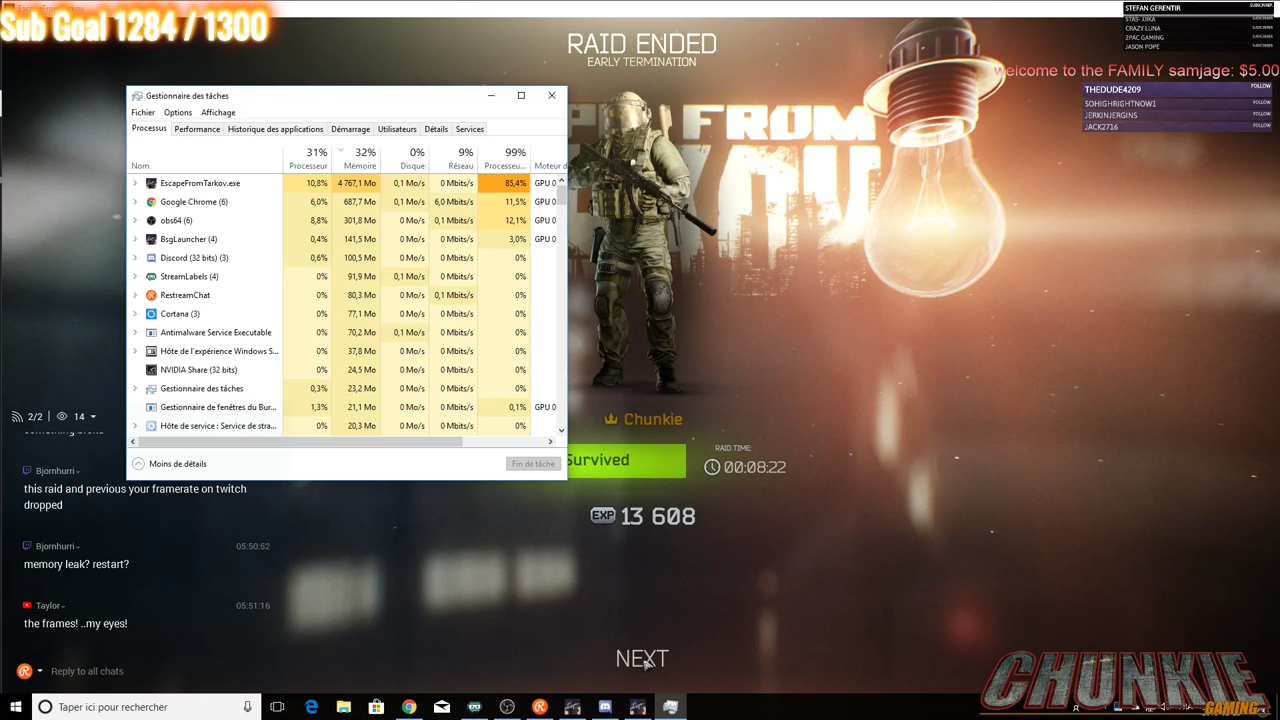 Sub Goal 1284 / 1300
STEFAN GERENTIR SUBSCRIBER
STAS-JIIKA SUBSCRIBER
CRAZY LUNA SUBSCRIBER
2PAC GAMING SUBSCRIBER
JASON POPE SUBSCRIBER
welcome to the FAMILY samjage: $5.00
THEDUDE4209 FOLLOW
SOHIGHRIGHTNOW1 FOLLOW
JERKINJERGINS FOLLOW
JACK2716 FOLLOW
RAID ENDED
EARLY TERMINATION
FROM
Gestionnaire des tâches
Fichier Options Affichage
Processus Performance Historique des applications Démarrage Utilisateurs Détails Services
31% 32% 0% 9% 99%
Nom Processeur Mémoire Disque Réseau Processeu... Moteur d
EscapeFromTarkov.exe 10,8% 4 767,1 Mo 0,1 Mo/s 0 Mbits/s 85,4% GPU 0
Google Chrome (6) 6,0% 687,7 Mo 0,1 Mo/s 6,0 Mbits/s 11,5% GPU 0
obs64 (6) 8,8% 301,8 Mo 0 Mo/s 0,1 Mbits/s 12,1% GPU 0
BsgLauncher (4) 0,4% 141,5 Mo 0 Mo/s 0 Mbits/s 3,0% GPU 0
Discord (32 bits) (3) 0,6% 100,5 Mo 0 Mo/s 0 Mbits/s 0%
StreamLabels (4) 0% 91,9 Mo 0,1 Mo/s 0 Mbits/s 0%
RestreamChat 0% 80,3 Mo 0 Mo/s 0,1 Mbits/s 0%
Cortana (3) 0% 77,1 Mo 0 Mo/s 0 Mbits/s 0%
Antimalware Service Executable 0% 70,2 Mo 0,1 Mo/s 0 Mbits/s 0%
Hôte de l'expérience Windows S... 0% 37,8 Mo 0 Mo/s 0 Mbits/s 0%
NVIDIA Share (32 bits) 0% 24,5 Mo 0 Mo/s 0 Mbits/s 0%
Gestionnaire des tâches 0,3% 23,2 Mo 0 Mo/s 0 Mbits/s 0%
Gestionnaire de fenêtres du Bur... 1,3% 21,1 Mo 0 Mo/s 0 Mbits/s 0,1% GPU 0
Hôte de service : Service de stra... 0% 20,3 Mo 0 Mo/s 0 Mbits/s 0%
Moins de détails Fin de tâche
Chunkie
Survived
RAID TIME:
00:08:22
EXP 13 608
NEXT
2/2 14
something broke
Bjornhurri
this raid and previous your framerate on twitch
dropped
Bjornhurri 05:50:52
memory leak? restart?
Taylor 05:51:16
the frames! ..my eyes!
Reply to all chats
CHUNKIE
GAMING
Taper ici pour rechercher